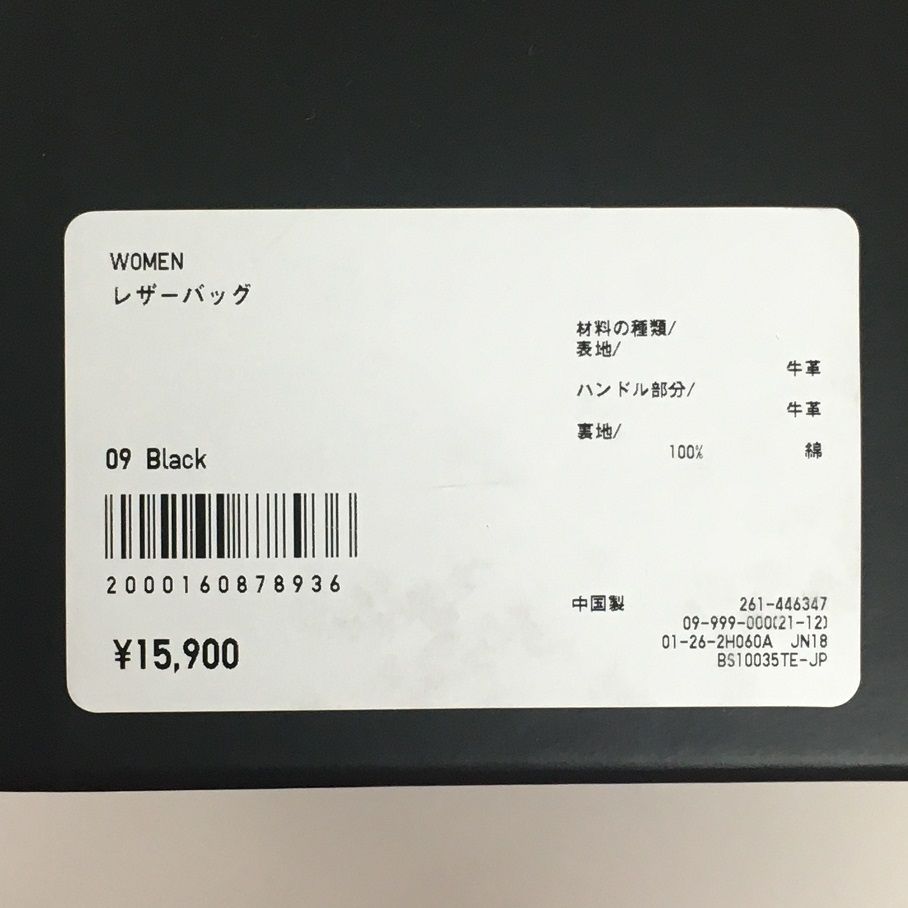 WOMEN
レザーバッグ
材料の種類/
表地/
牛革
ハンドル部分/
牛革
裏地/
100% 綿
09 Black
2000160878936
¥15,900
中国製
261-446347
09-999-000(21-12)
01-26-2H060A JN18
BS10035TE-JP